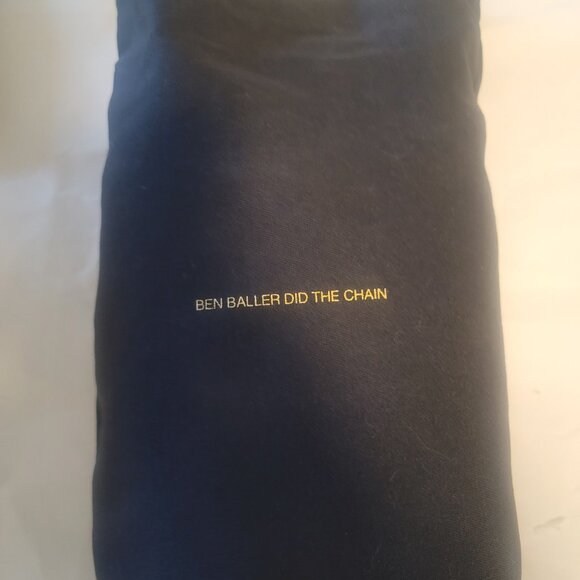 BEN BALLER DID THE CHAIN